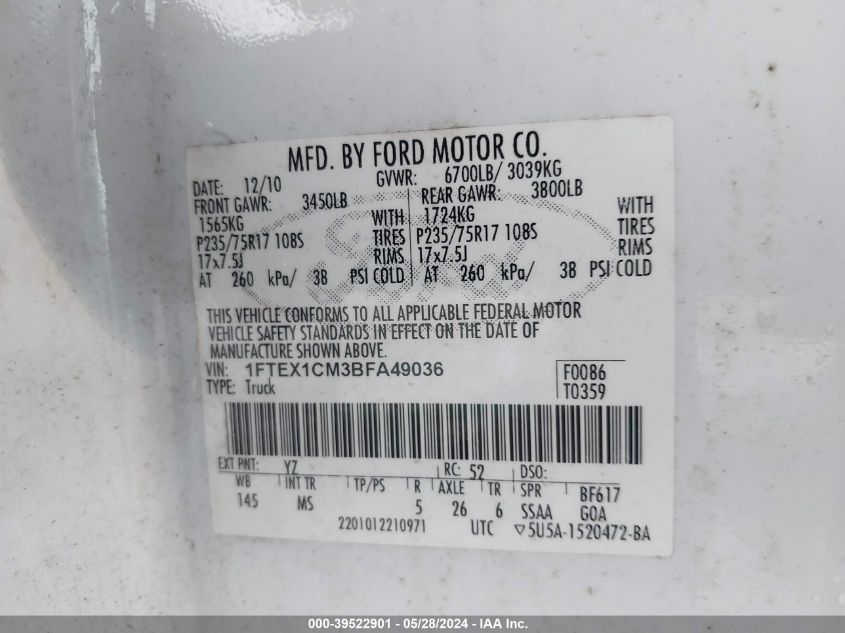 MFD. BY FORD MOTOR CO.
DATE: 12/10 GVWR: 6700LB/ 3039KG
FRONT GAWR: 3450LB REAR GAWR: 3800LB
1565KG WITH 1724KG WITH
P235/75R17 108S TIRES P235/75R17 108S TIRES
17x7.5J RIMS 17x7.5J RIMS
AT 260 kPa/ 38 PSI COLD AT 260 kPa/ 38 PSI COLD
THIS VEHICLE CONFORMS TO ALL APPLICABLE FEDERAL MOTOR
VEHICLE SAFETY STANDARDS IN EFFECT ON THE DATE OF
MANUFACTURE SHOWN ABOVE.
VIN: 1FTEX1CM3BFA49036 F0086
TYPE: Truck T0359
EXT PNT: YZ RC: 52 DSO:
WB INT TR TP/PS R AXLE TR SPR BF617
145 MS 5 26 6 SSAA GOA
2201012210971 UTC ▽5U5A-1520472-BA
000-39522901 - 05/28/2024 - IAA Inc.